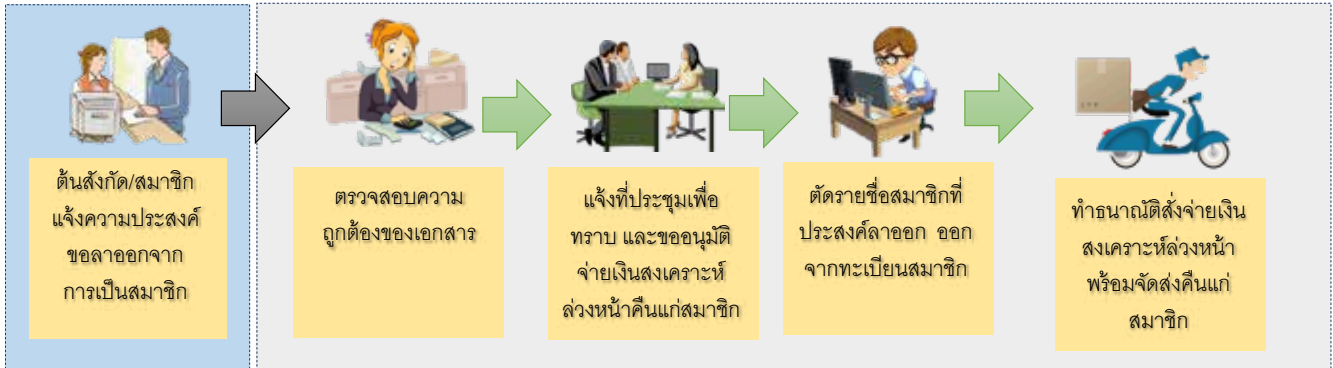 ต้นสังกัด/สมาชิก
แจ้งความประสงค์
ขอลาออกจาก
การเป็นสมาชิก
ตรวจสอบความ
ถูกต้องของเอกสาร
แจ้งที่ประชุมเพื่อ
ทราบ และขออนุมัติ
จ่ายเงินสงเคราะห์
ล่วงหน้าคืนแก่สมาชิก
ตัดรายชื่อสมาชิกที่
ประสงค์ลาออก ออก
จากทะเบียนสมาชิก
ทำธนาณัติสั่งจ่ายเงิน
สงเคราะห์ล่วงหน้า
พร้อมจัดส่งคืนแก่
สมาชิก